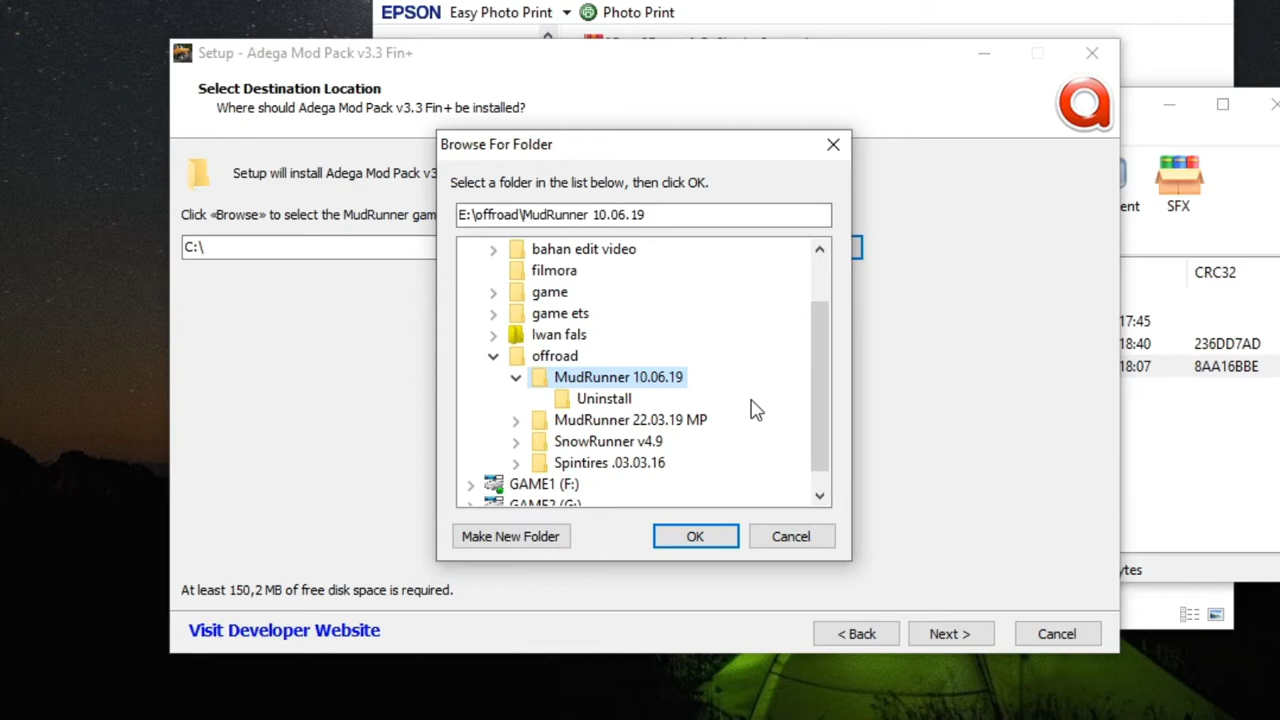 EPSON Easy Photo Print Photo Print
Setup - Adega Mod Pack v3.3 Fin+
Select Destination Location
Where should Adega Mod Pack v3.3 Fin+ be installed?
Browse For Folder
Setup will install Adega Mod Pack v3
Select a folder in the list below, then click OK.
ent
SFX
Click «Browse» to select the MudRunner gam
E:\offroad\MudRunner 10.06.19
C:\
bahan edit video
filmora
game
game ets
Iwan fals
offroad
MudRunner 10.06.19
Uninstall
MudRunner 22.03.19 MP
SnowRunner v4.9
Spintires .03.03.16
GAME1 (F:)
GAME2 (G:)
CRC32
17:45
18:40 236DD7AD
18:07 8AA16BBE
Make New Folder
OK
Cancel
ytes
At least 150,2 MB of free disk space is required.
Visit Developer Website
< Back
Next >
Cancel